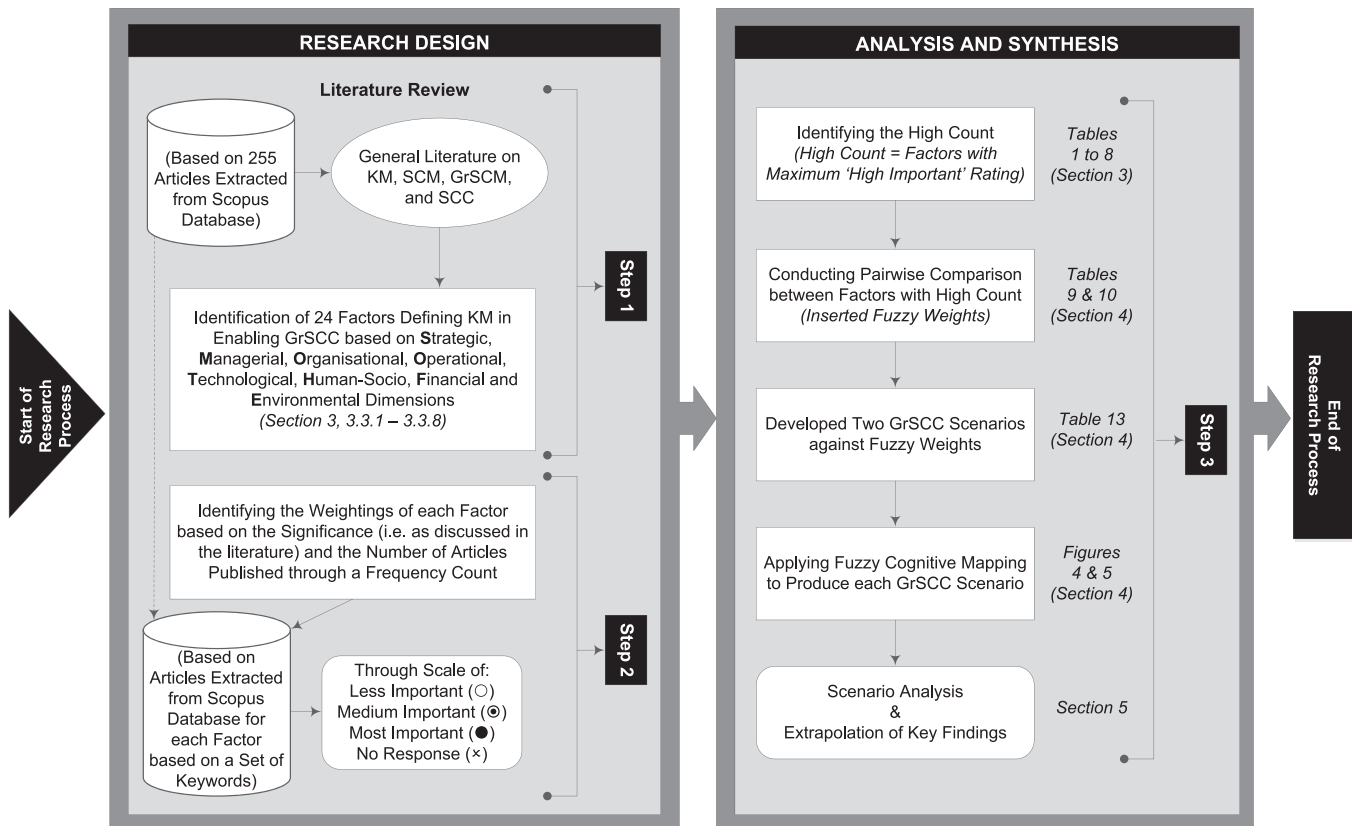 Start of
Research
Process
RESEARCH DESIGN
Literature Review
(Based on 255
Articles Extracted
from Scopus
Database)
General Literature on
KM, SCM, GrSCM,
and SCC
Identification of 24 Factors Defining KM in
Enabling GrSCC based on Strategic,
Managerial, Organisational, Operational,
Technological, Human-Socio, Financial and
Environmental Dimensions
(Section 3, 3.3.1 – 3.3.8)
Step 1
Identifying the Weightings of each Factor
based on the Significance (i.e. as discussed in
the literature) and the Number of Articles
Published through a Frequency Count
(Based on
Articles Extracted
from Scopus
Database for
each Factor
based on a Set of
Keywords)
Through Scale of:
Less Important (○)
Medium Important (◉)
Most Important (●)
No Response (×)
Step 2
ANALYSIS AND SYNTHESIS
Identifying the High Count
(High Count = Factors with
Maximum ‘High Important’ Rating)
Tables
1 to 8
(Section 3)
Conducting Pairwise Comparison
between Factors with High Count
(Inserted Fuzzy Weights)
Tables
9 & 10
(Section 4)
Developed Two GrSCC Scenarios
against Fuzzy Weights
Table 13
(Section 4)
Applying Fuzzy Cognitive Mapping
to Produce each GrSCC Scenario
Figures
4 & 5
(Section 4)
Scenario Analysis
&
Extrapolation of Key Findings
Section 5
Step 3
End of
Research Process